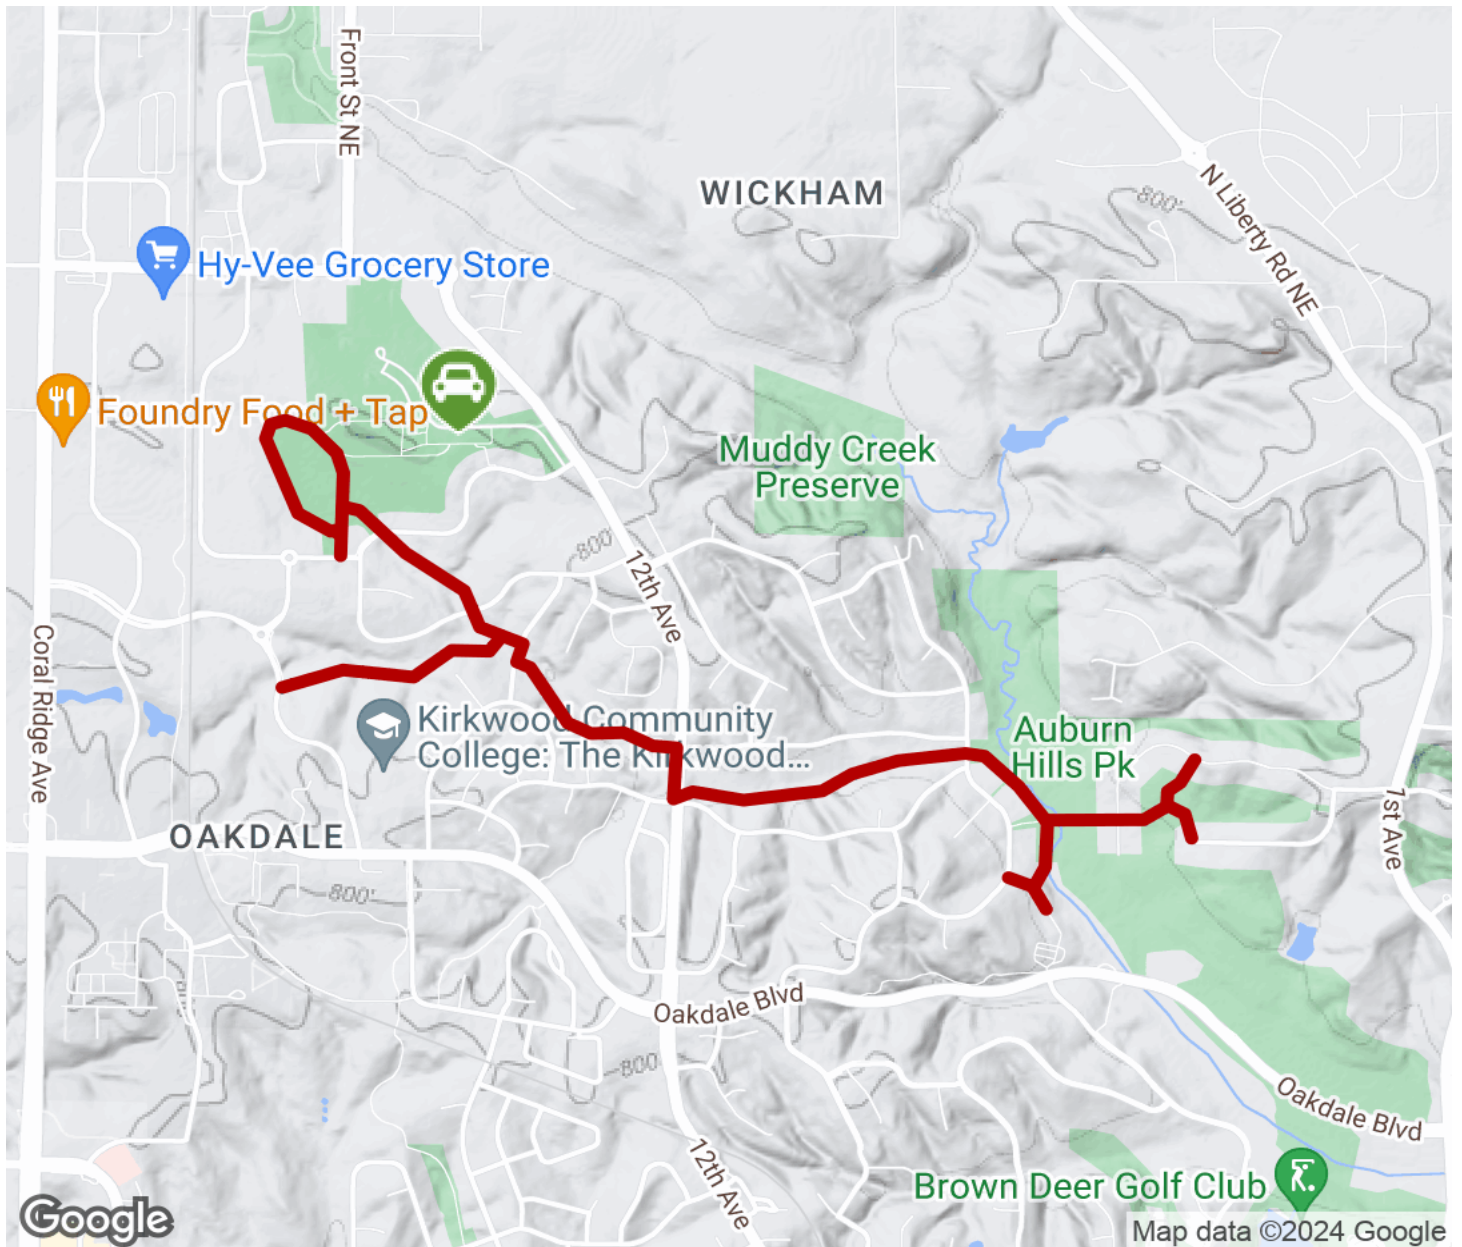 Front St NE
WICKHAM
N Liberty Rd NE
800'
Hy-Vee Grocery Store
Foundry Food + Tap
Muddy Creek
Preserve
800'
12th Ave
Coral Ridge Ave
Kirkwood Community
College: The Kirkwood...
Auburn
Hills Pk
1st Ave
OAKDALE
800'
Oakdale Blvd
800'
Oakdale Blvd
12th Ave
Brown Deer Golf Club
Google
Map data ©2024 Google